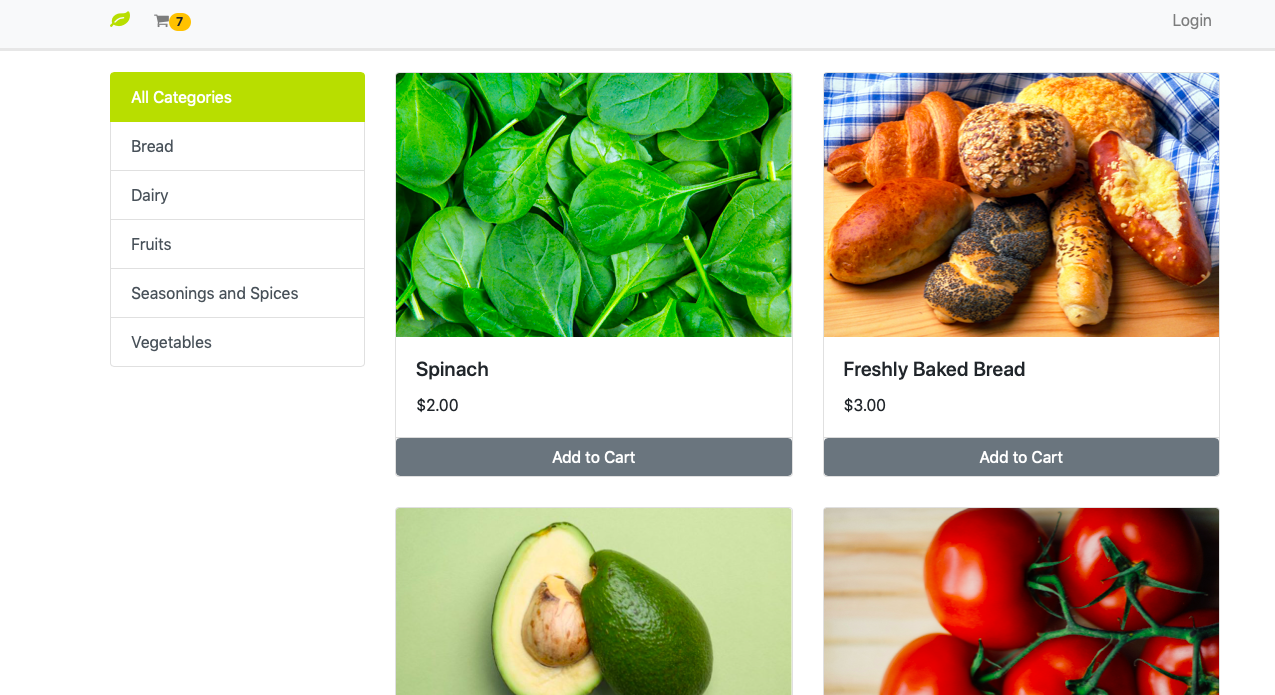 7
Login
All Categories
Bread
Dairy
Fruits
Seasonings and Spices
Vegetables
Spinach
$2.00
Add to Cart
Freshly Baked Bread
$3.00
Add to Cart